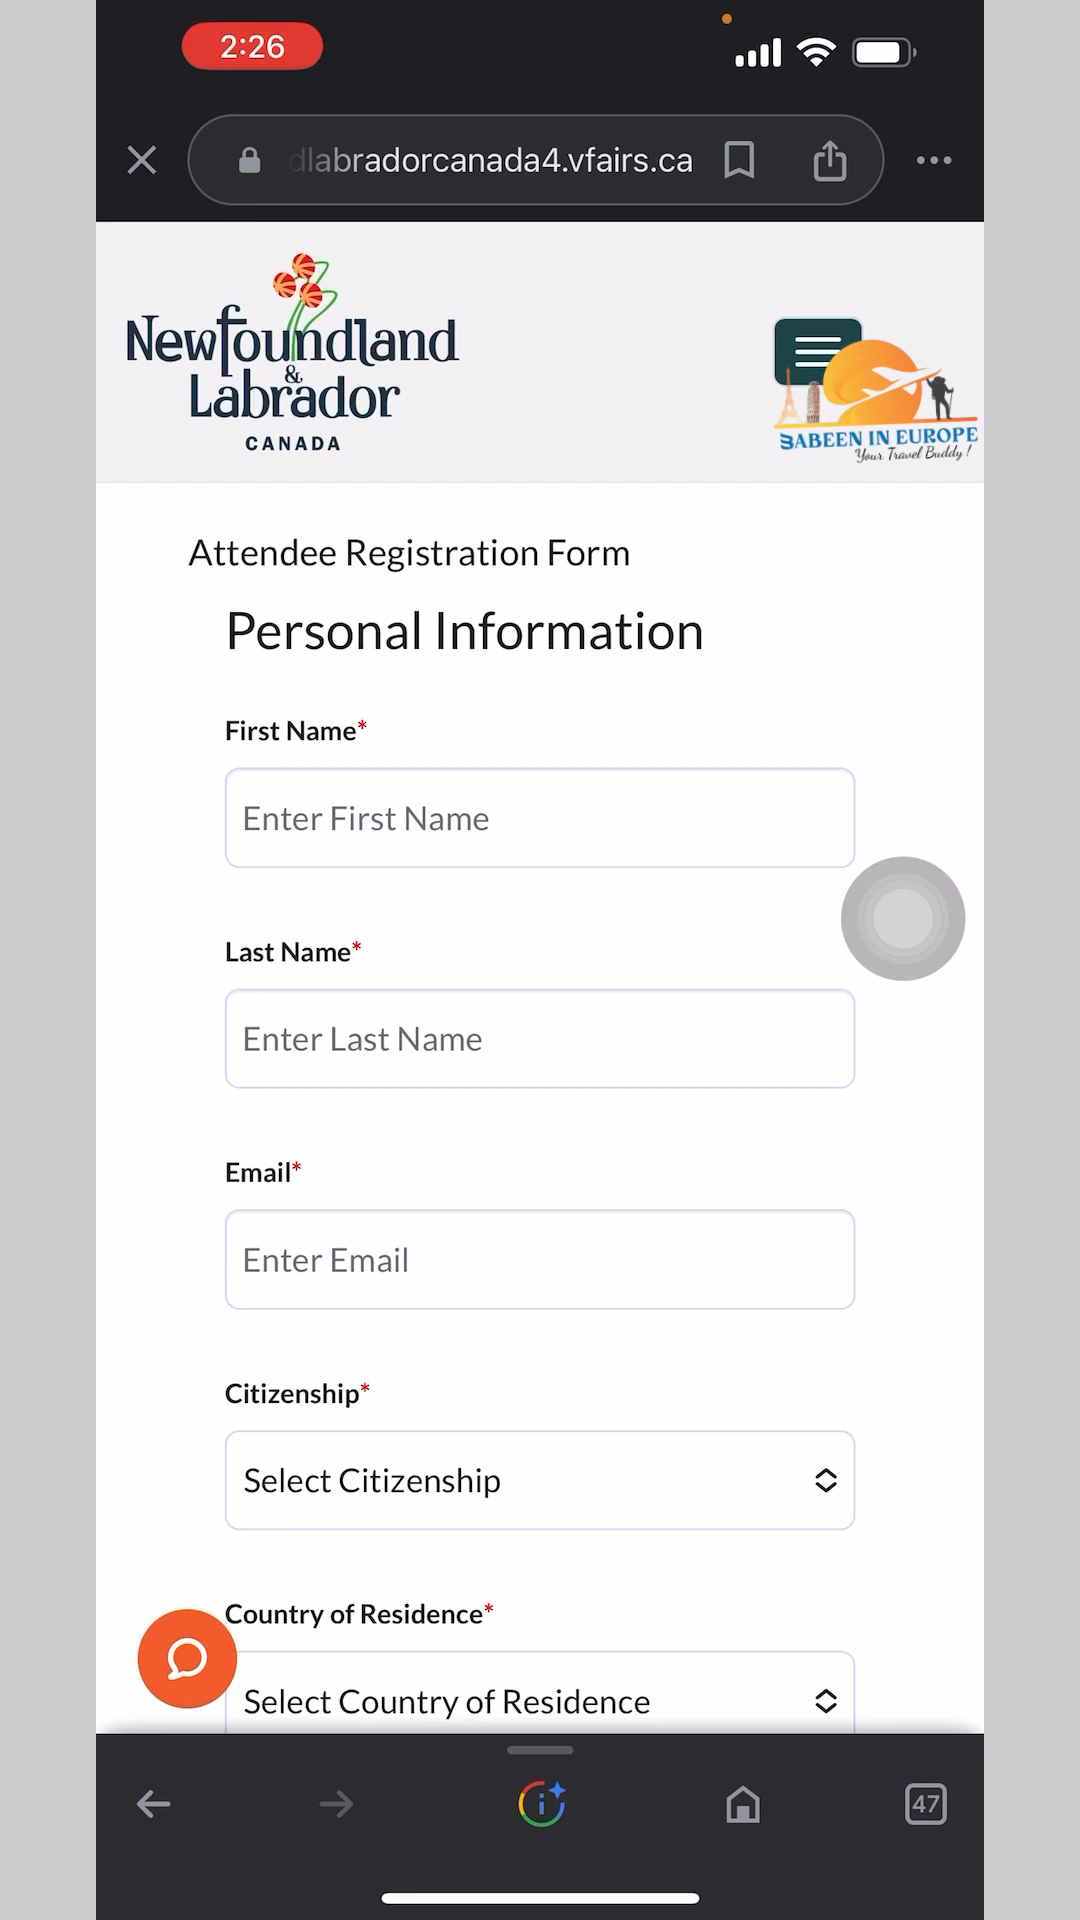 2:26
dlabradorcanada4.vfairs.ca
Newfoundland
&
Labrador
CANADA
BABEEN IN EUROPE
Your Travel Buddy!
Attendee Registration Form
Personal Information
First Name*
Enter First Name
Last Name*
Enter Last Name
Email*
Enter Email
Citizenship*
Select Citizenship
Country of Residence*
Select Country of Residence
47